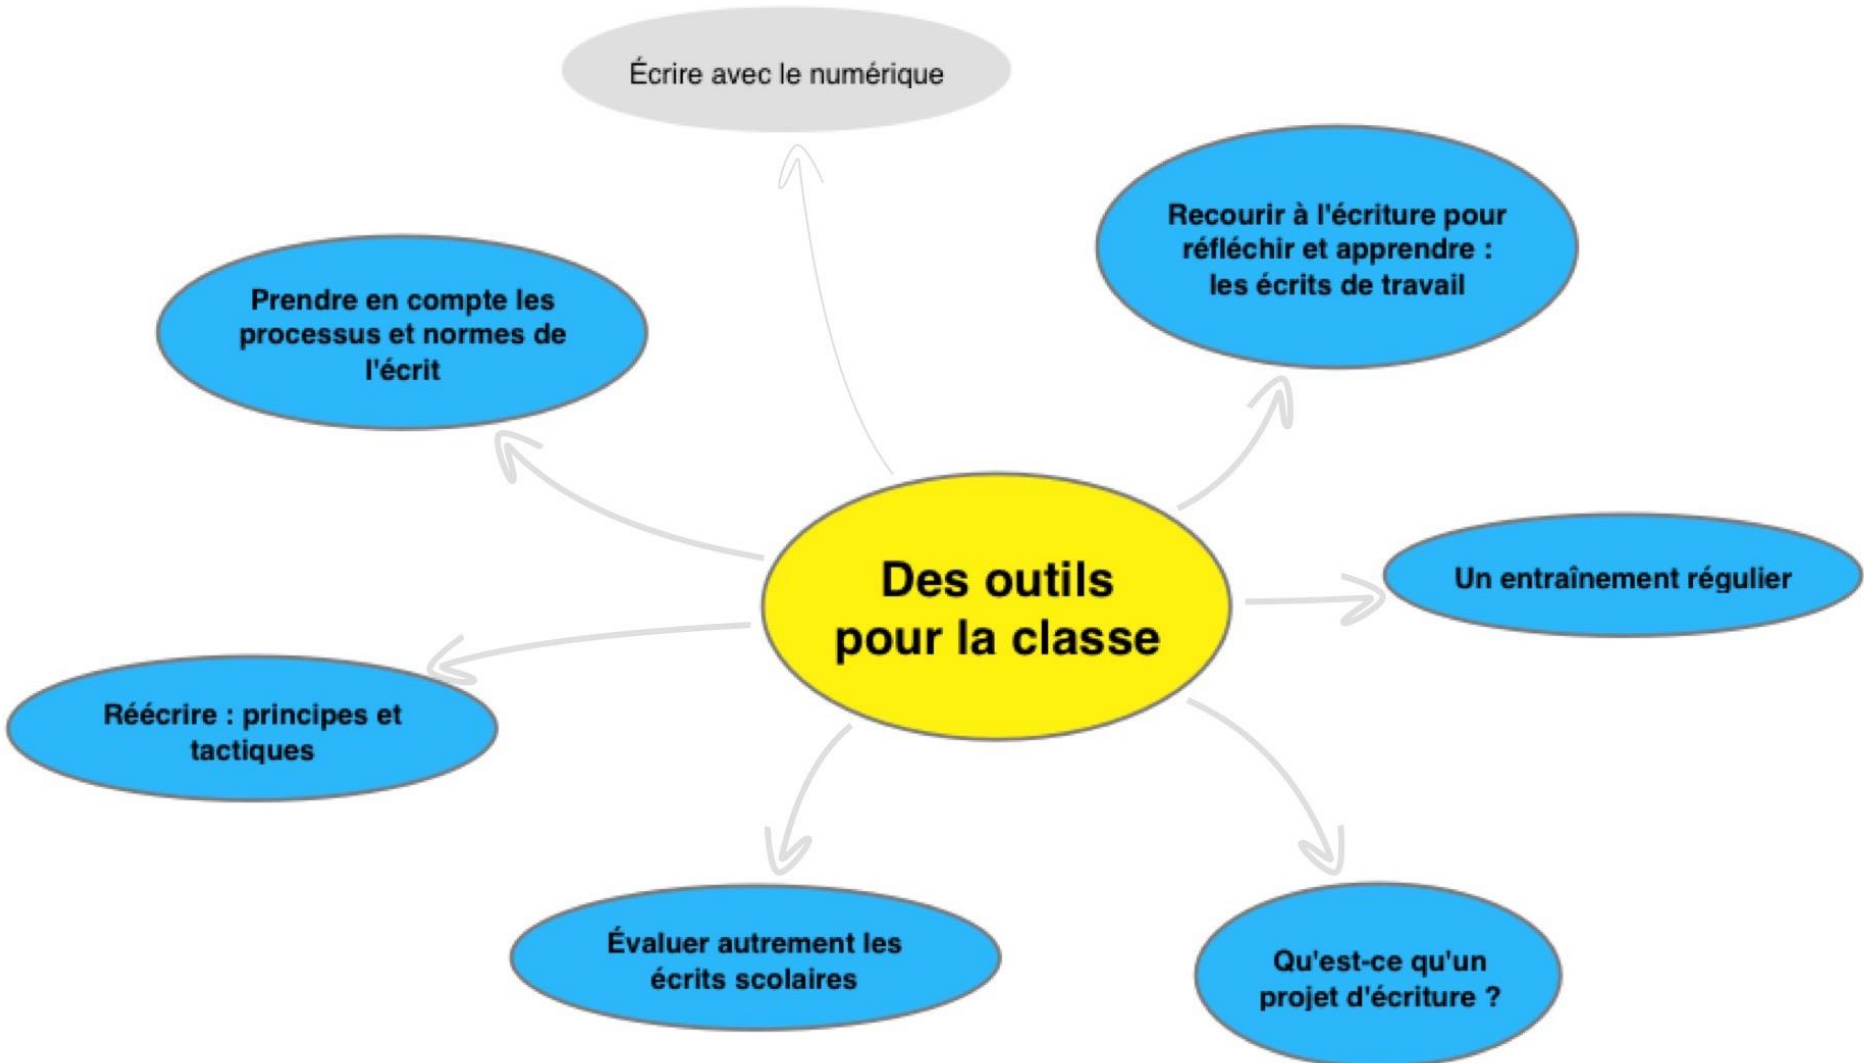 Écrire avec le numérique
Recourir à l'écriture pour
réfléchir et apprendre :
les écrits de travail
Prendre en compte les
processus et normes de
l'écrit
Des outils
pour la classe
Un entraînement régulier
Réécrire : principes et
tactiques
Évaluer autrement les
écrits scolaires
Qu'est-ce qu'un
projet d'écriture ?